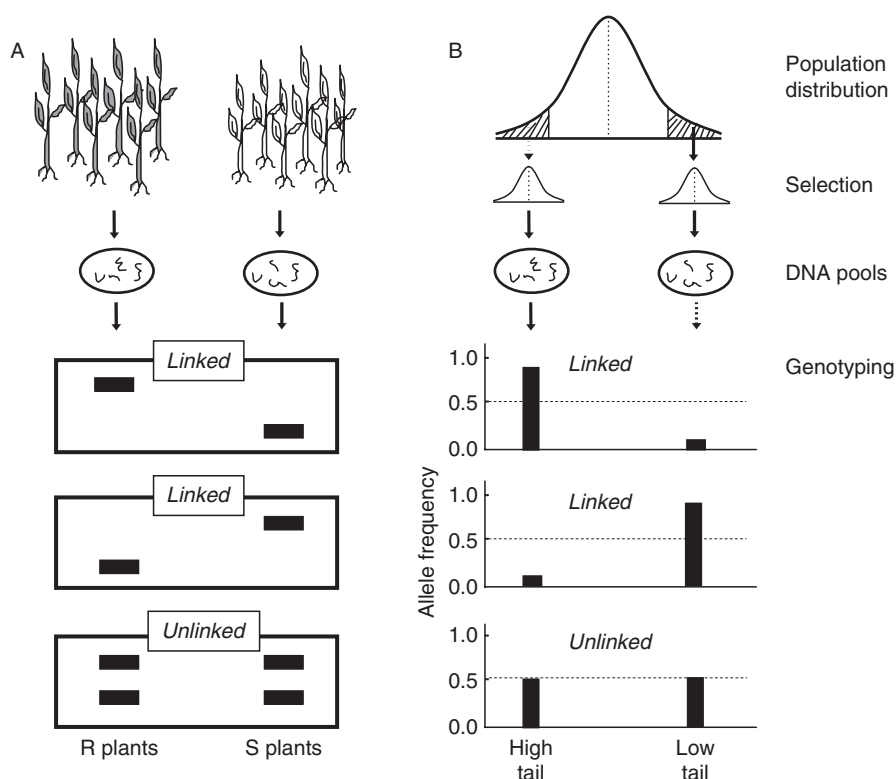 A
Linked
Linked
Unlinked
R plants
S plants
B
Population
distribution
Selection
DNA pools
Genotyping
Allele frequency
1.0
0.5
0.0
Linked
1.0
0.5
0.0
Linked
1.0
0.5
0.0
Unlinked
High
tail
Low
tail